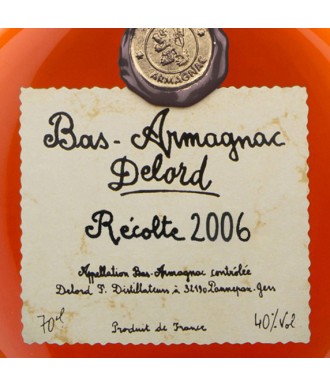 ARMAGNAC
Bas-Armagnac
Delord
Récolte 2006
Appellation Bas-Armagnac contrôlée
Delord F. Distillateurs à 32190 Lannepax-Gers
70cl
40% Vol
Produit de France